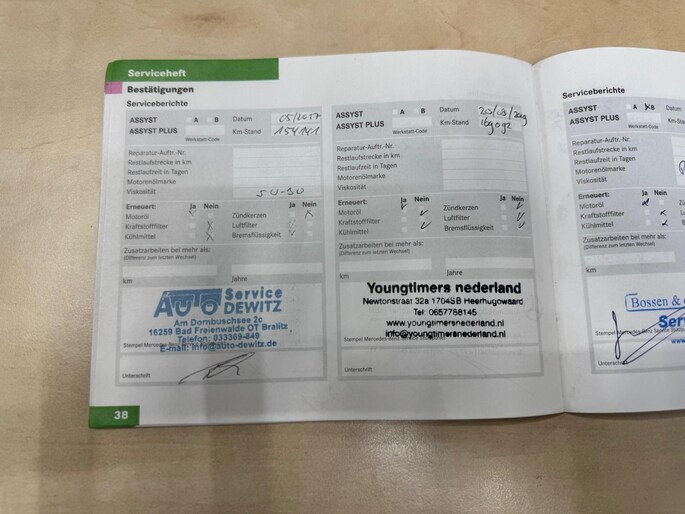 Serviceheft
Bestätigungen
Serviceberichte
ASSYST A B Datum 05/2017
ASSYST PLUS Werkstatt-Code Km-Stand 154141
Reparatur-Auftr.-Nr.
Restlaufstrecke in km
Restlaufzeit in Tagen
Motorenölmarke
Viskosität 5W-30
Erneuert: Ja Nein Ja Nein
Motoröl Zündkerzen
Kraftstofffilter Luftfilter
Kühlmittel Bremsflüssigkeit
Zusatzarbeiten bei mehr als:
(Differenz zum letzten Wechsel)
km Jahre
AUTO Service
DEWITZ
Am Dornbuschsee 2c
16259 Bad Freienwalde OT Bralitz
Telefon: 033369-849
E-mail: info@auto-dewitz.de
Unterschrift
38
ASSYST A B Datum
ASSYST PLUS Werkstatt-Code Km-Stand
Reparatur-Auftr.-Nr.
Restlaufstrecke in km
Restlaufzeit in Tagen
Motorenölmarke
Viskosität
Erneuert: Ja Nein Ja Nein
Motoröl Zündkerzen
Kraftstofffilter Luftfilter
Kühlmittel Bremsflüssigkeit
Zusatzarbeiten bei mehr als:
(Differenz zum letzten Wechsel)
km Jahre
Youngtimers nederland
Newtonstraat 32a 1704SB Heerhugowaard
Tel: 0657788145
www.youngtimersnederland.nl
info@youngtimersnederland.nl
Unterschrift
Serviceberichte
ASSYST A B
ASSYST PLUS Werkstatt-Code
Reparatur-Auftr.-Nr.
Restlaufstrecke in km
Restlaufzeit in Tagen
Motorenölmarke
Viskosität
Erneuert: Ja Nein
Motoröl
Kraftstofffilter
Kühlmittel
Zusatzarbeiten bei mehr als:
(Differenz zum letzten Wechsel)
km
Bossen &
Ser
Unterschrift